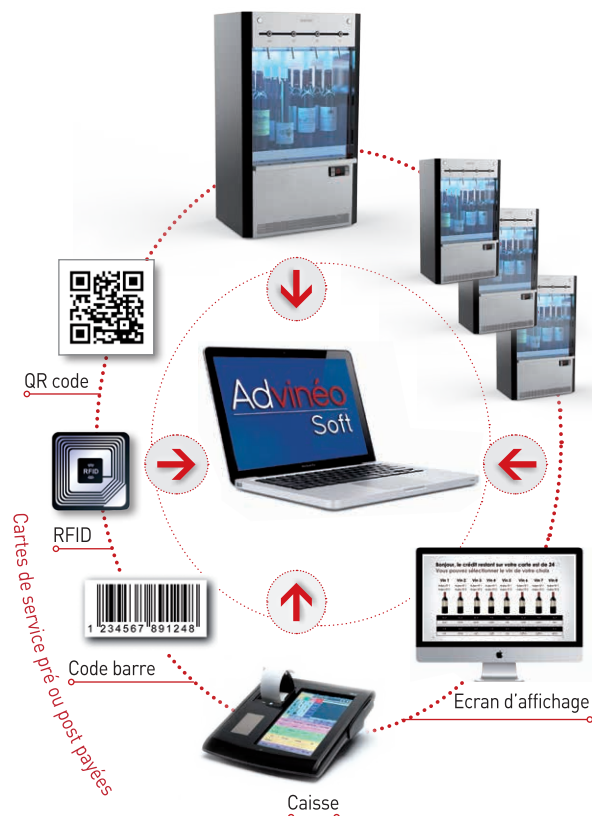 QR code
Advinéo
Soft
RFID
RFID
Cartes de service pré ou post payées
1 234567 891248
Code barre
Bonjour, le crédit restant sur votre carte est de 24
Vous pouvez sélectionner le vin de votre choix
Vin 1 Vin 2 Vin 3 Vin 4 Vin 5 Vin 6 Vin 7 Vin 8
Ecran d'affichage
Caisse